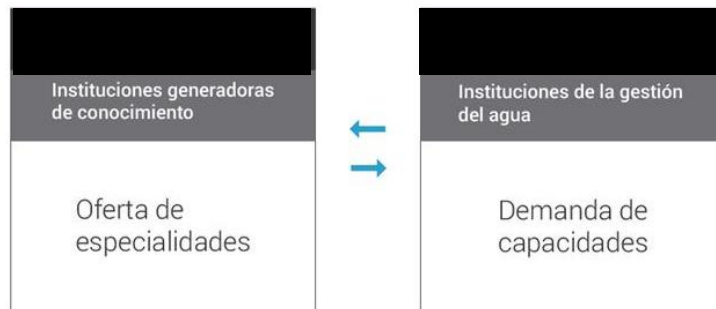 Instituciones generadoras
de conocimiento
Oferta de
especialidades
Instituciones de la gestión
del agua
Demanda de
capacidades